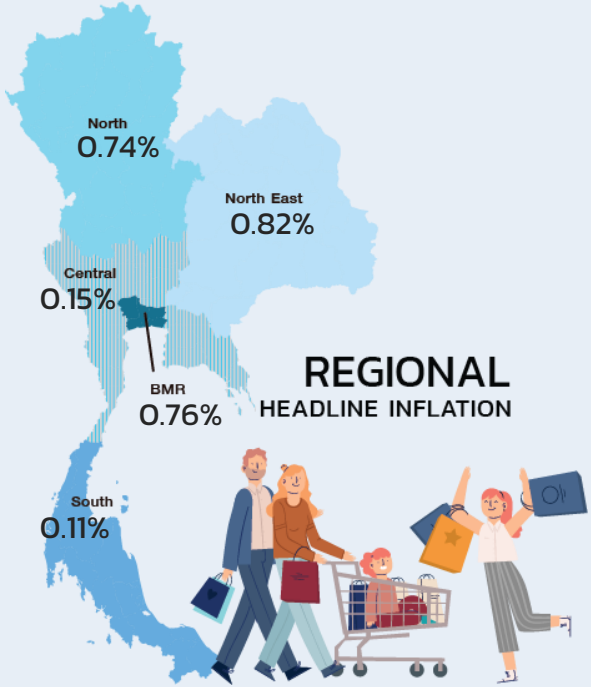 North
0.74%
North East
0.82%
Central
0.15%
BMR
0.76%
REGIONAL
HEADLINE INFLATION
South
0.11%